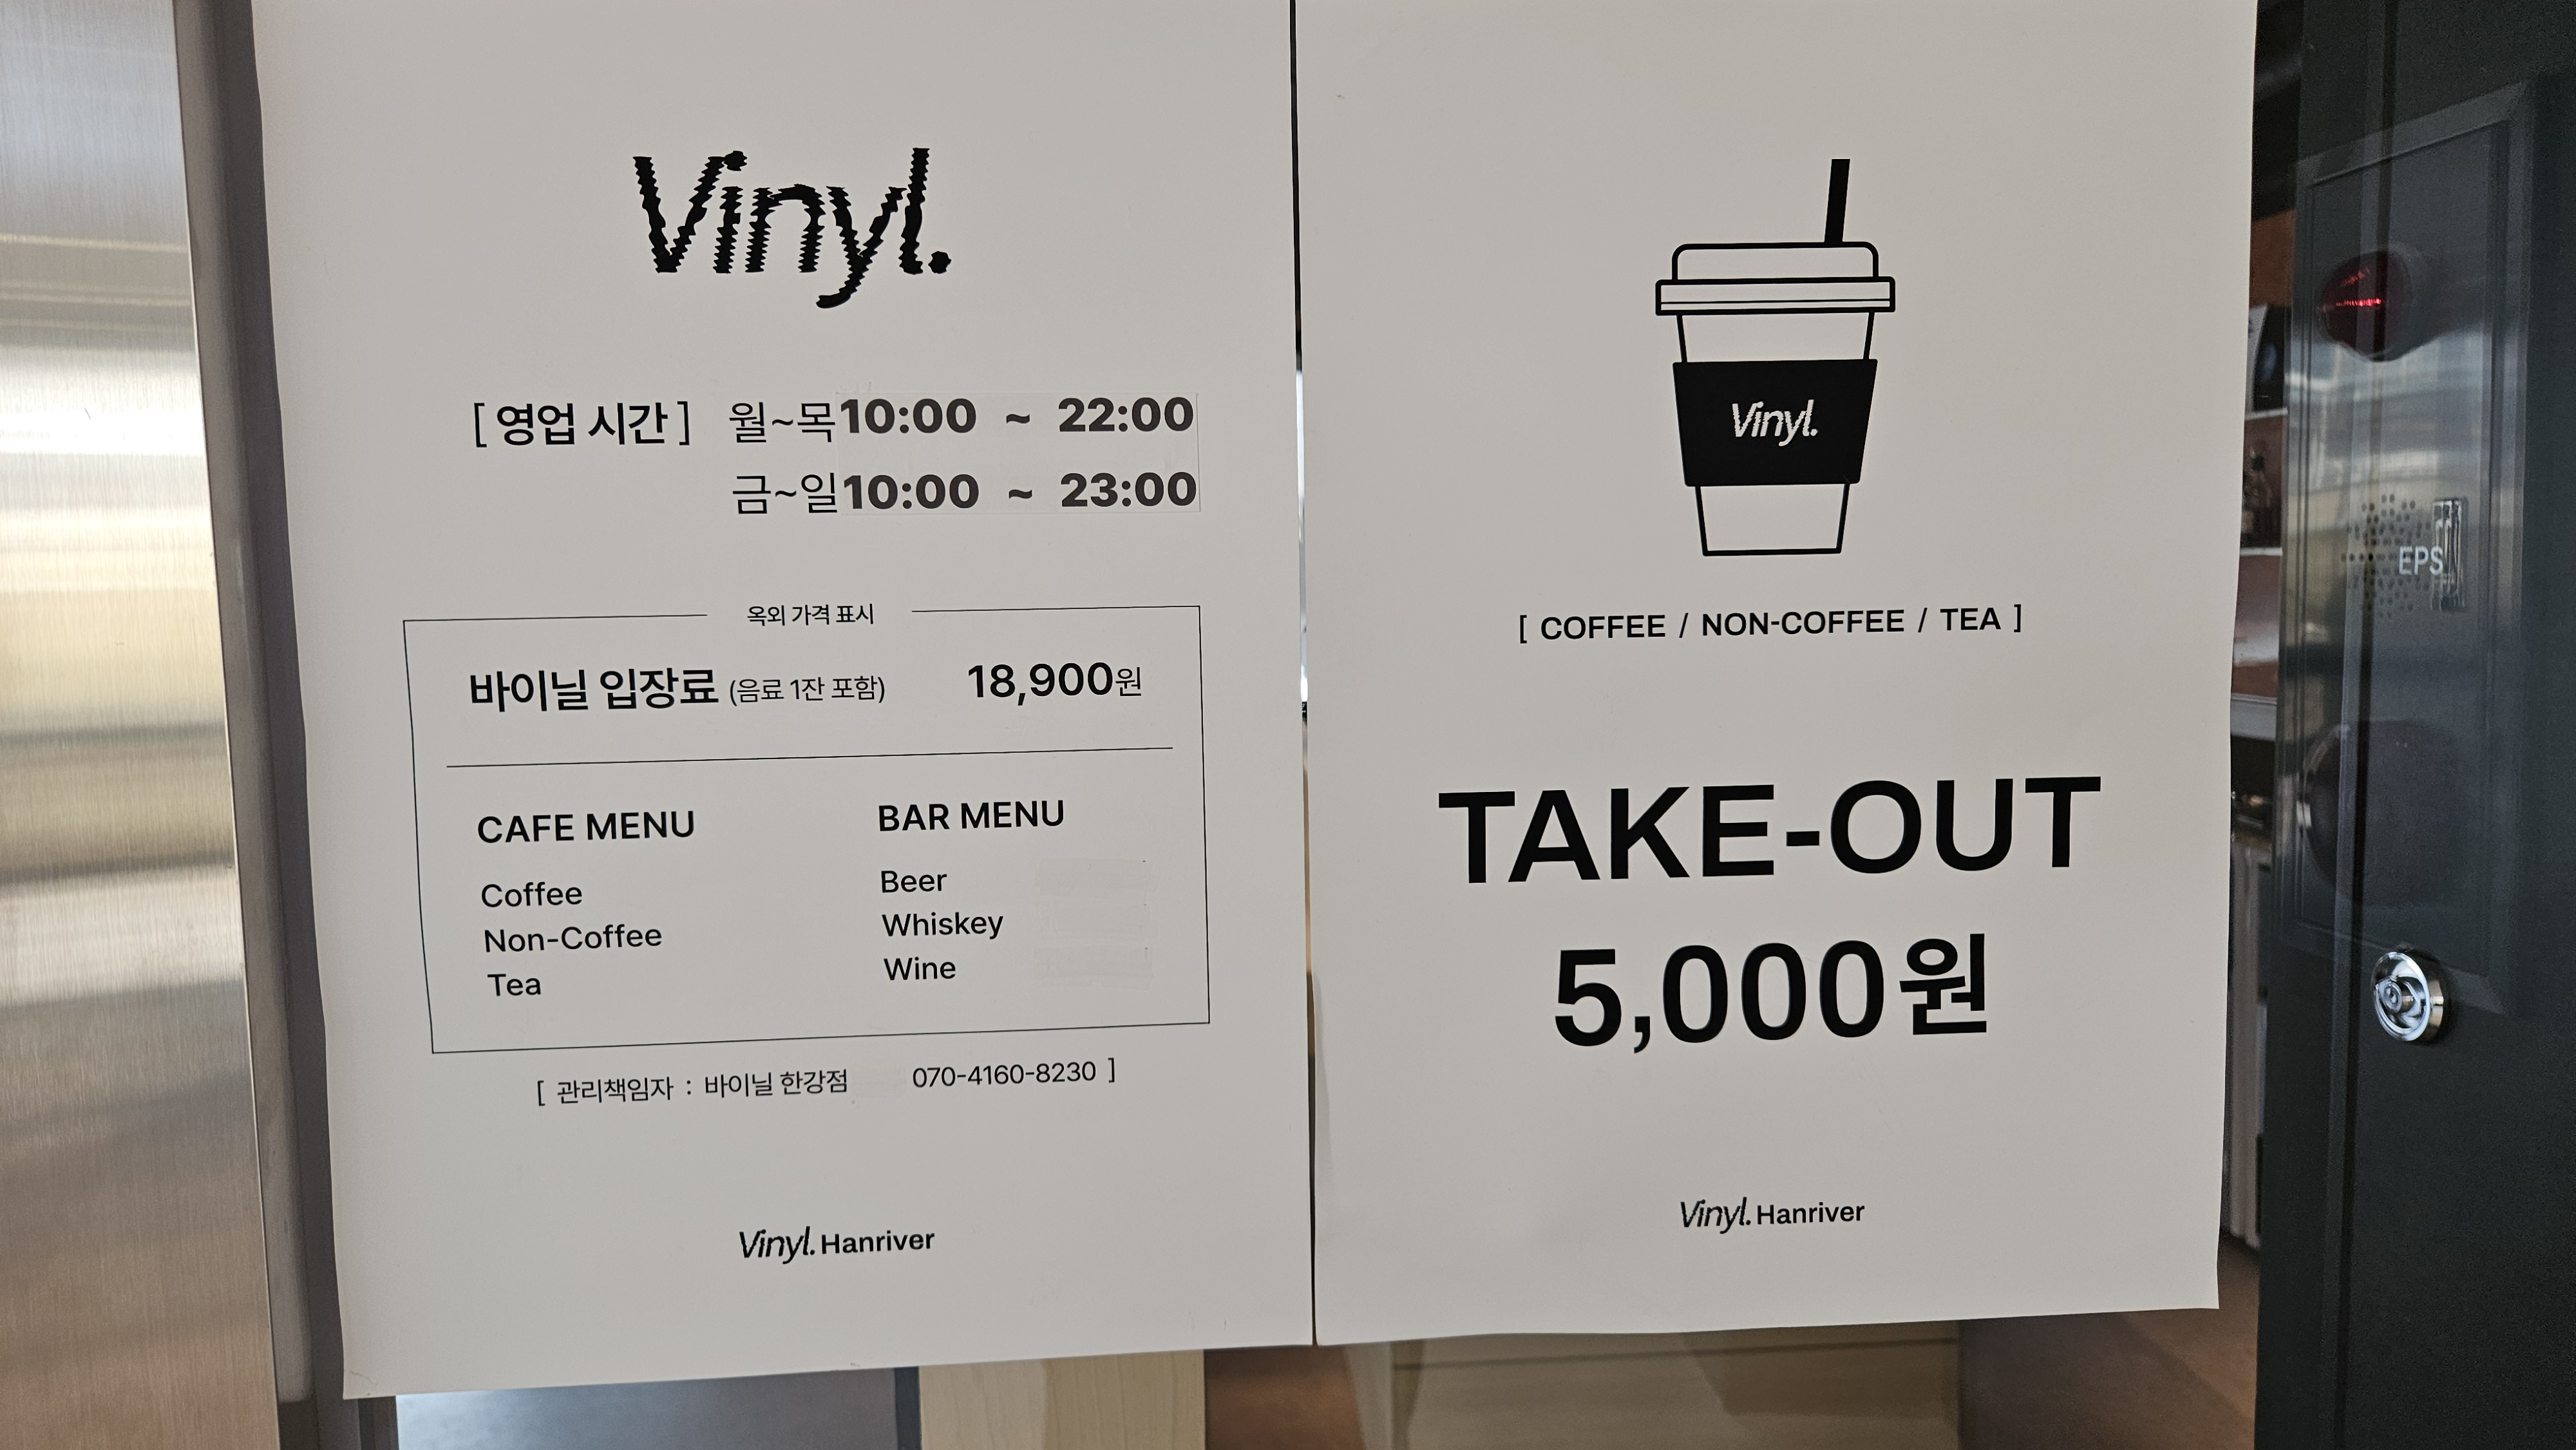 Vinyl.
[ 영업 시간 ] 월~목 10:00 ~ 22:00
금~일 10:00 ~ 23:00
옥외 가격 표시
바이닐 입장료 (음료 1잔 포함) 18,900원
CAFE MENU
Coffee
Non-Coffee
Tea
BAR MENU
Beer
Whiskey
Wine
[ 관리책임자 : 바이닐 한강점 070-4160-8230 ]
Vinyl. Hanriver
Vinyl.
[ COFFEE / NON-COFFEE / TEA ]
TAKE-OUT
5,000원
Vinyl. Hanriver
EPS